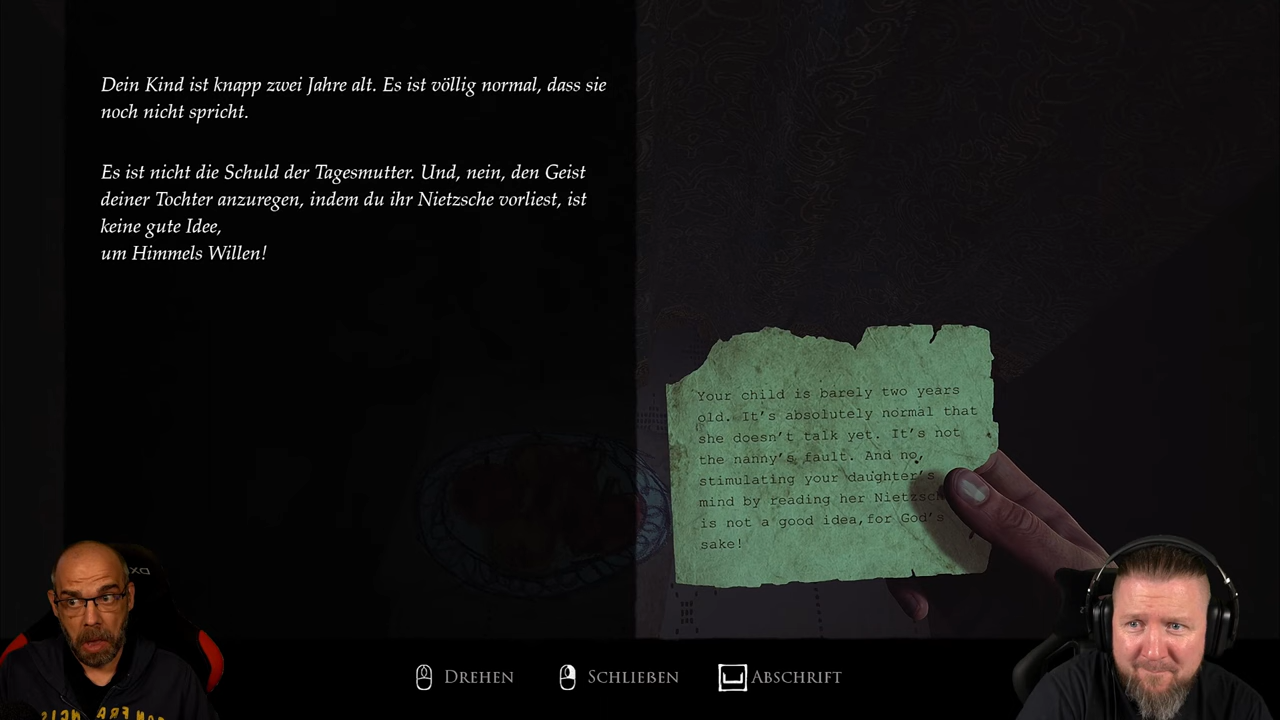 Dein Kind ist knapp zwei Jahre alt. Es ist völlig normal, dass sie
noch nicht spricht.
Es ist nicht die Schuld der Tagesmutter. Und, nein, den Geist
deiner Tochter anzuregen, indem du ihr Nietzsche vorliest, ist
keine gute Idee,
um Himmels Willen!
Your child is barely two years
old. It's absolutely normal that
she doesn't talk yet. It's not
the nanny's fault. And no,
stimulating your daughter's
mind by reading her Nietzsch
is not a good idea,for God's
sake!
DREHEN
SCHLIEẞEN
ABSCHRIFT